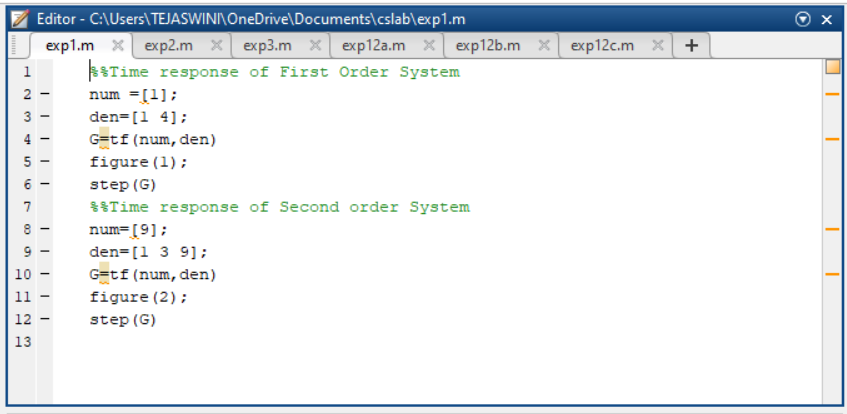 Editor - C:\Users\TEJASWINI\OneDrive\Documents\cslab\exp1.m
exp1.m exp2.m exp3.m exp12a.m exp12b.m exp12c.m +
1 %%Time response of First Order System
2 - num =[1];
3 - den=[1 4];
4 - G=tf(num,den)
5 - figure(1);
6 - step(G)
7 %%Time response of Second order System
8 - num=[9];
9 - den=[1 3 9];
10 - G=tf(num,den)
11 - figure(2);
12 - step(G)
13